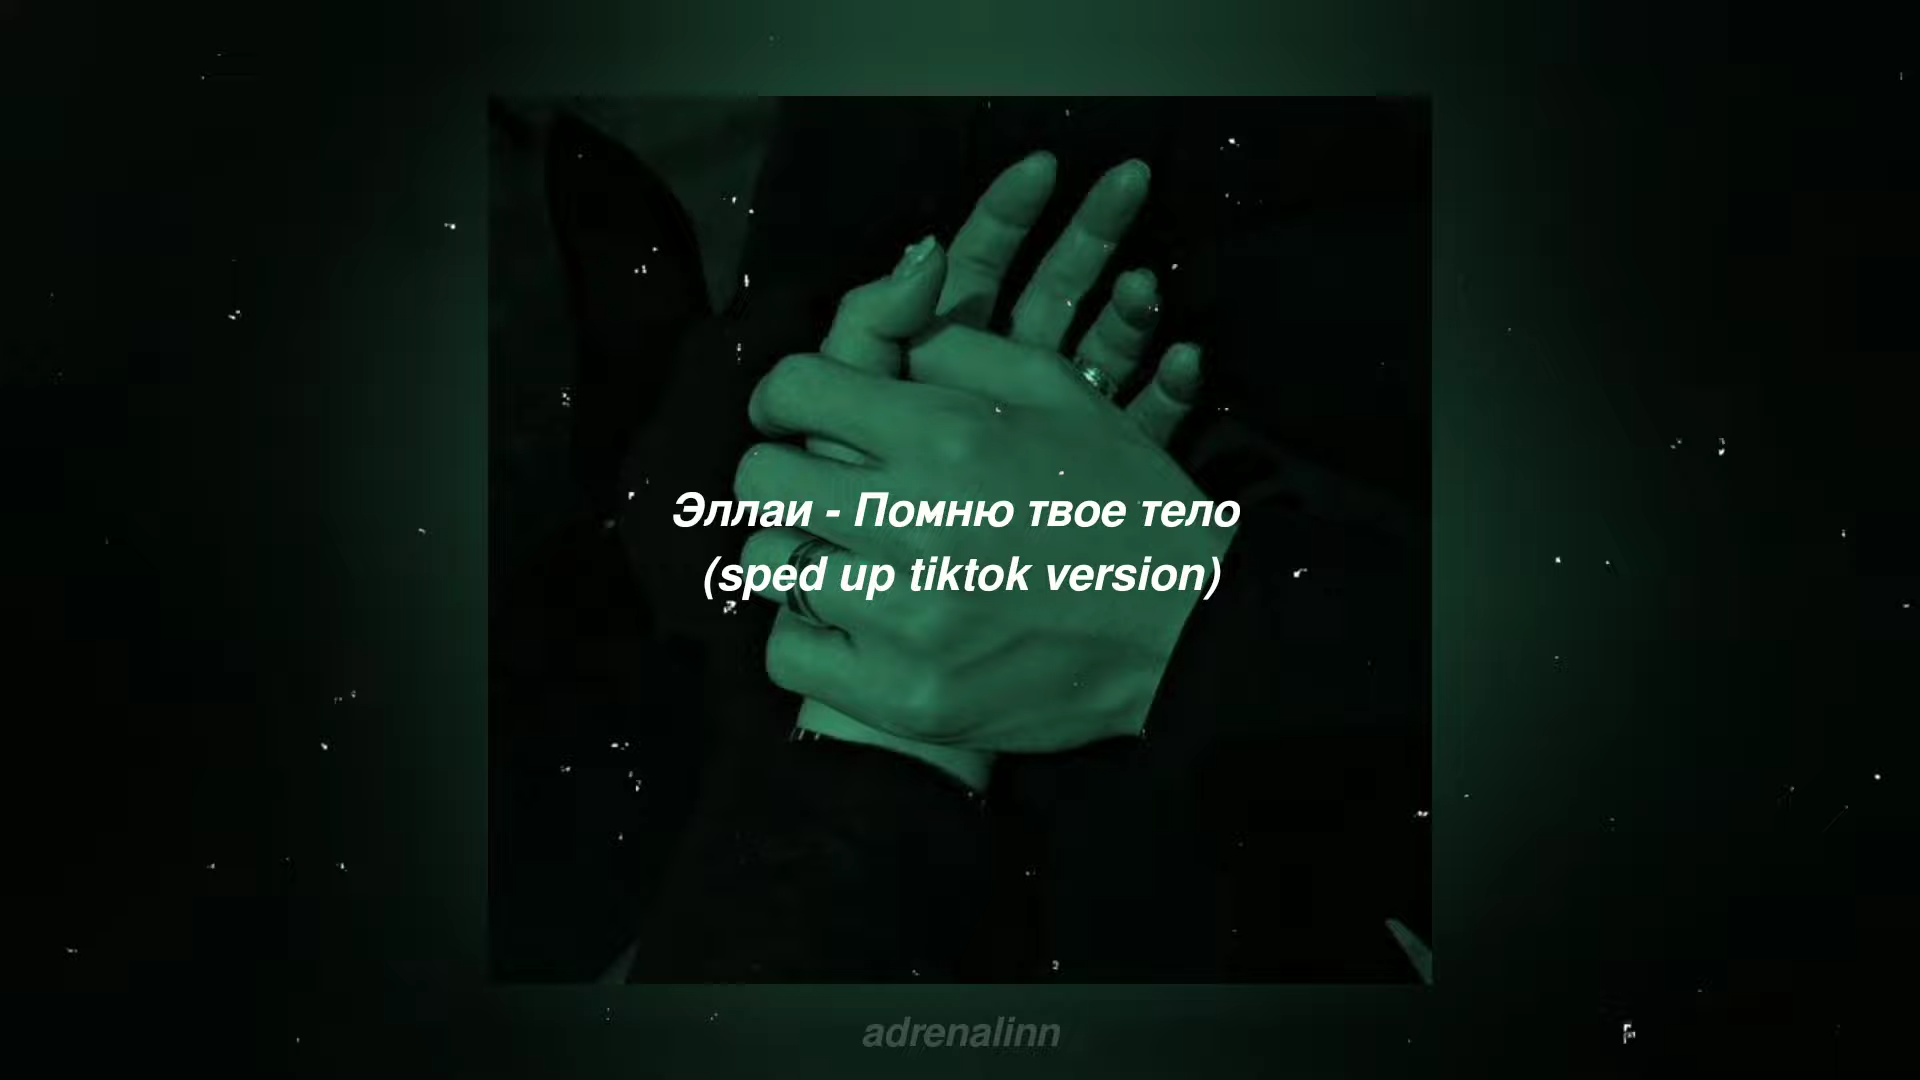 Эллаи - Помню твое тело
(sped up tiktok version)
adrenalinn